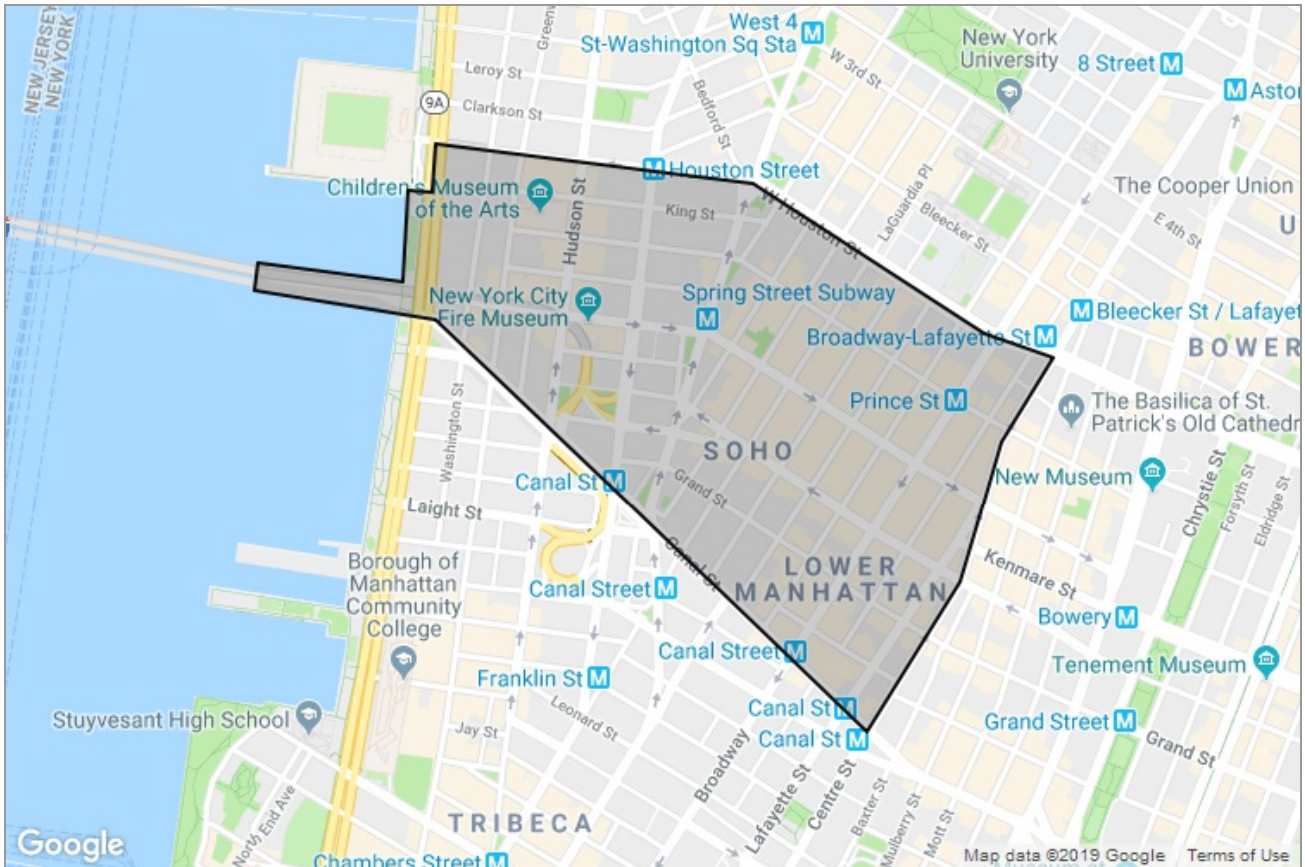 NEW JERSEY
NEW YORK
Greenw
West 4
St-Washington Sq Sta
W 3rd St
New York
University
8 Street
Astor
Leroy St
9A
Clarkson St
Bedford St
Houston Street
LaGuardia Pl
The Cooper Union
Children's Museum
of the Arts
Hudson St
King St
W Houston St
Bleecker St
E 4th St
U
New York City
Fire Museum
Spring Street Subway
Broadway-Lafayette St
Bleecker St / Lafayet
BOWER
Washington St
Prince St
The Basilica of St.
Patrick's Old Cathedr
SOHO
Canal St
Grand St
New Museum
Chrystie St
Forsyth St
Eldridge St
Laight St
Canal St
Borough of
Manhattan
Community
College
Canal Street
LOWER
MANHATTAN
Kenmare St
Bowery
Canal Street
Tenement Museum
Franklin St
Stuyvesant High School
Leonard St
Jay St
Canal St
Canal St
Grand Street
Grand St
Broadway
Lafayette St
Centre St
Baxter St
Mulberry St
Mott St
North End Ave
TRIBECA
Chambers Street
Google
Map data ©2019 Google Terms of Use